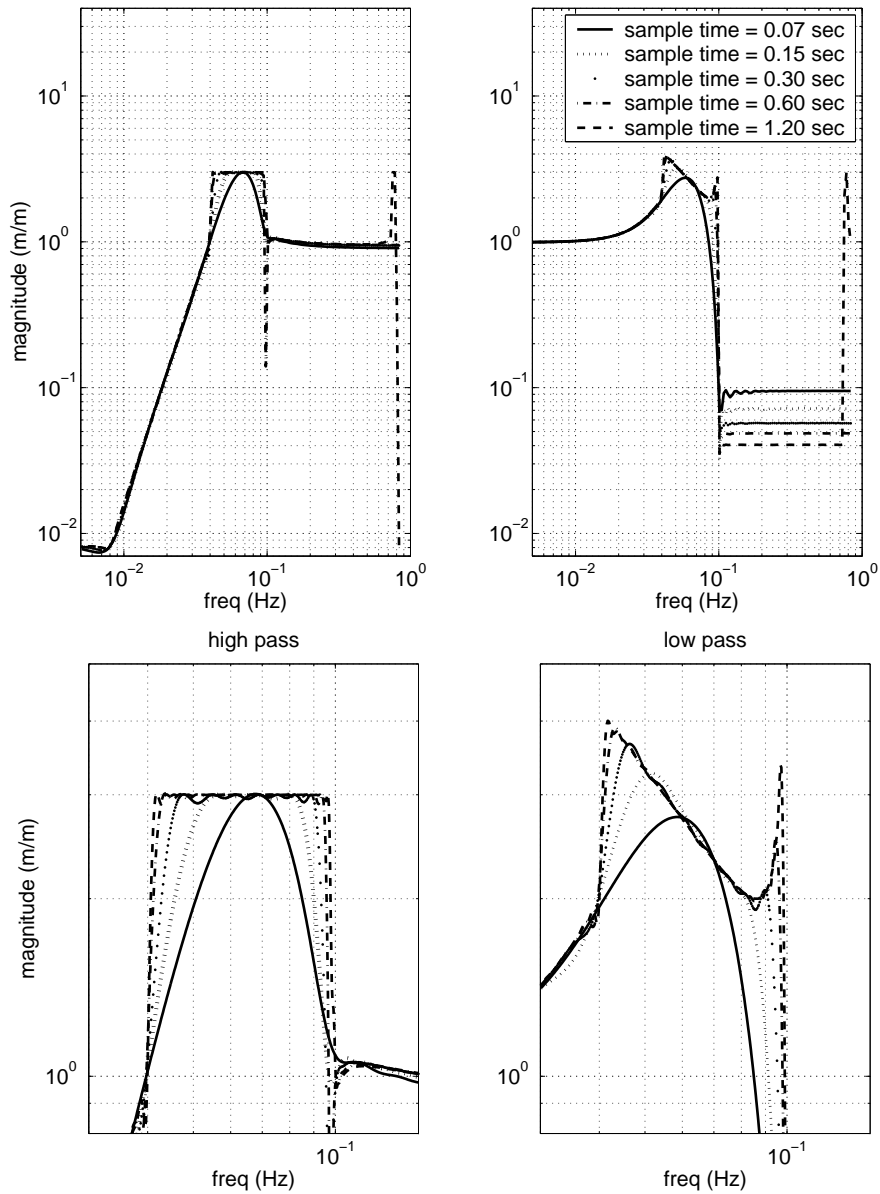 sample time = 0.07 sec
sample time = 0.15 sec
sample time = 0.30 sec
sample time = 0.60 sec
sample time = 1.20 sec
magnitude (m/m)
10^1
10^0
10^-1
10^-2
10^-2
10^-1
10^0
freq (Hz)
10^1
10^0
10^-1
10^-2
10^-2
10^-1
10^0
freq (Hz)
high pass
low pass
magnitude (m/m)
10^0
10^-1
freq (Hz)
10^0
10^-1
freq (Hz)